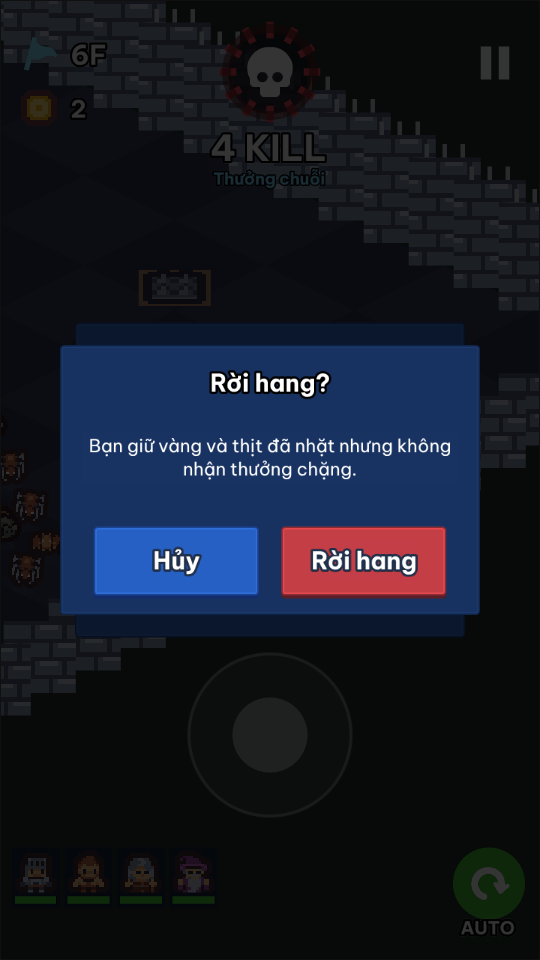 6F
2
4 KILL
Thưởng chuỗi
Rời hang?
Bạn giữ vàng và thịt đã nhặt nhưng không
nhận thưởng chặng.
Hủy
Rời hang
AUTO